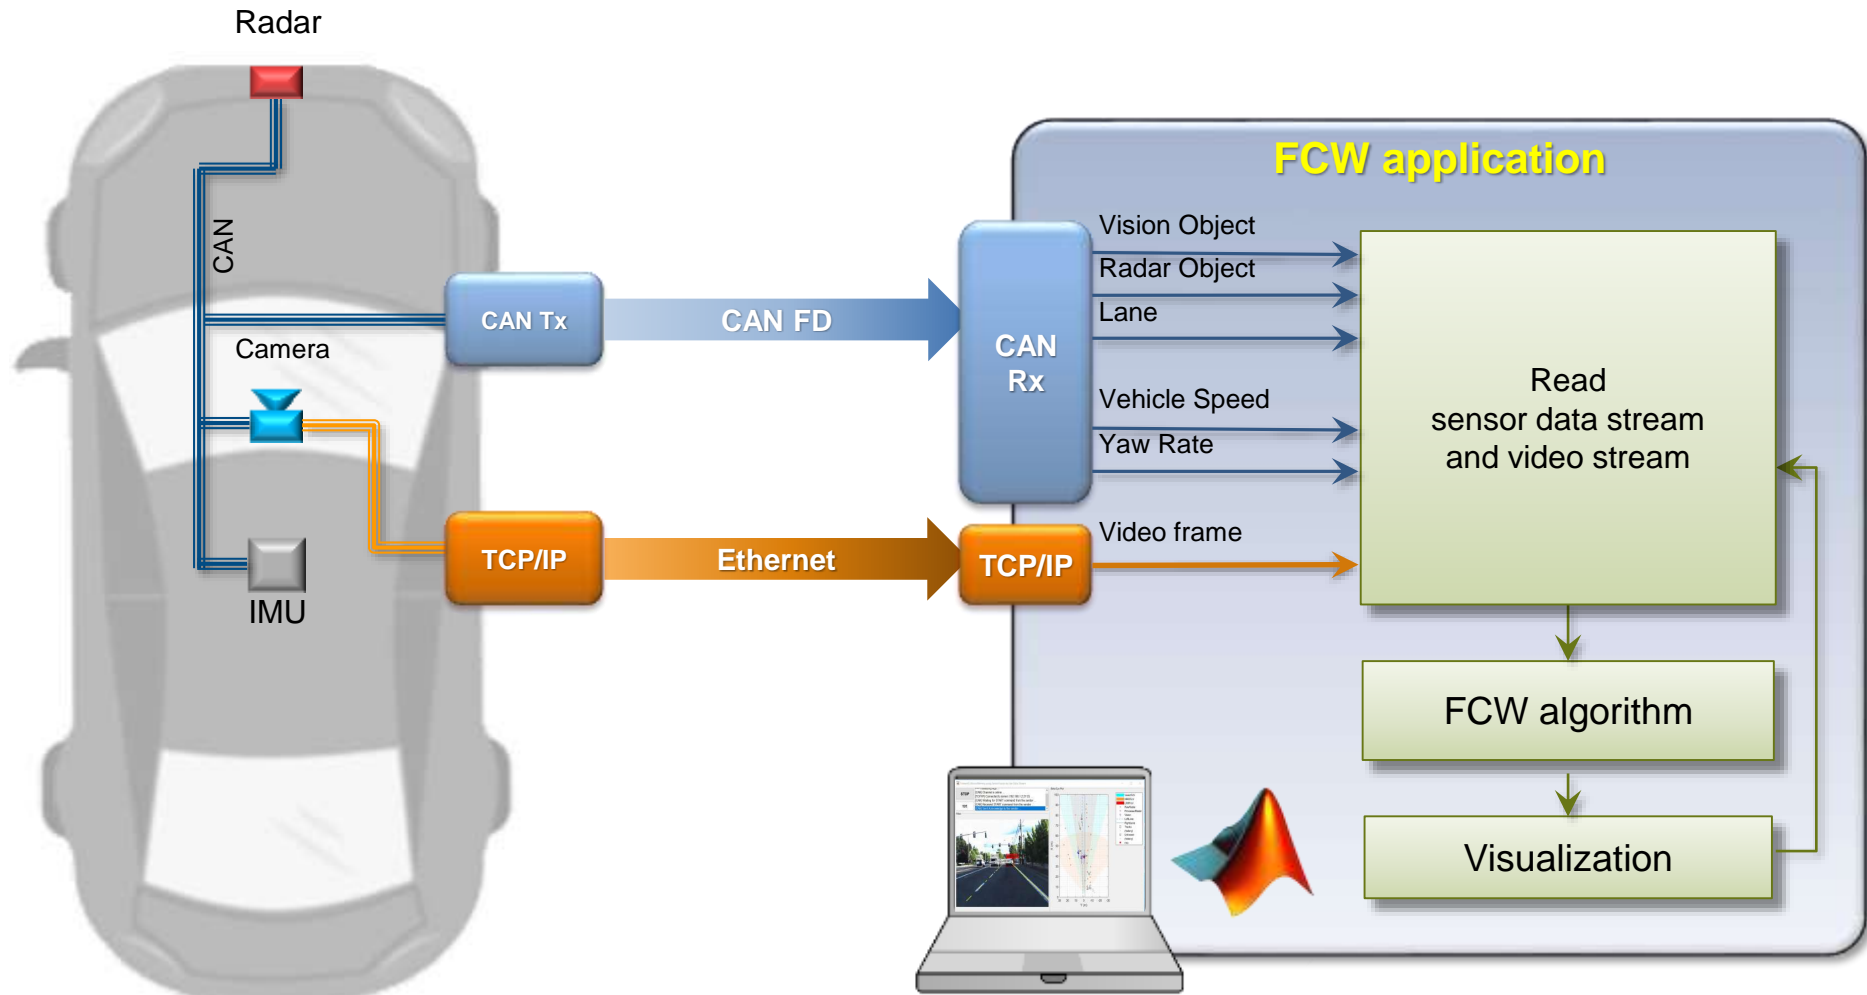 Radar
FCW application
CAN
Vision Object
Radar Object
Lane
CAN Tx
CAN FD
CAN
Rx
Camera
Vehicle Speed
Yaw Rate
Read
sensor data stream
and video stream
TCP/IP
Ethernet
TCP/IP
Video frame
IMU
FCW algorithm
Visualization
STOP